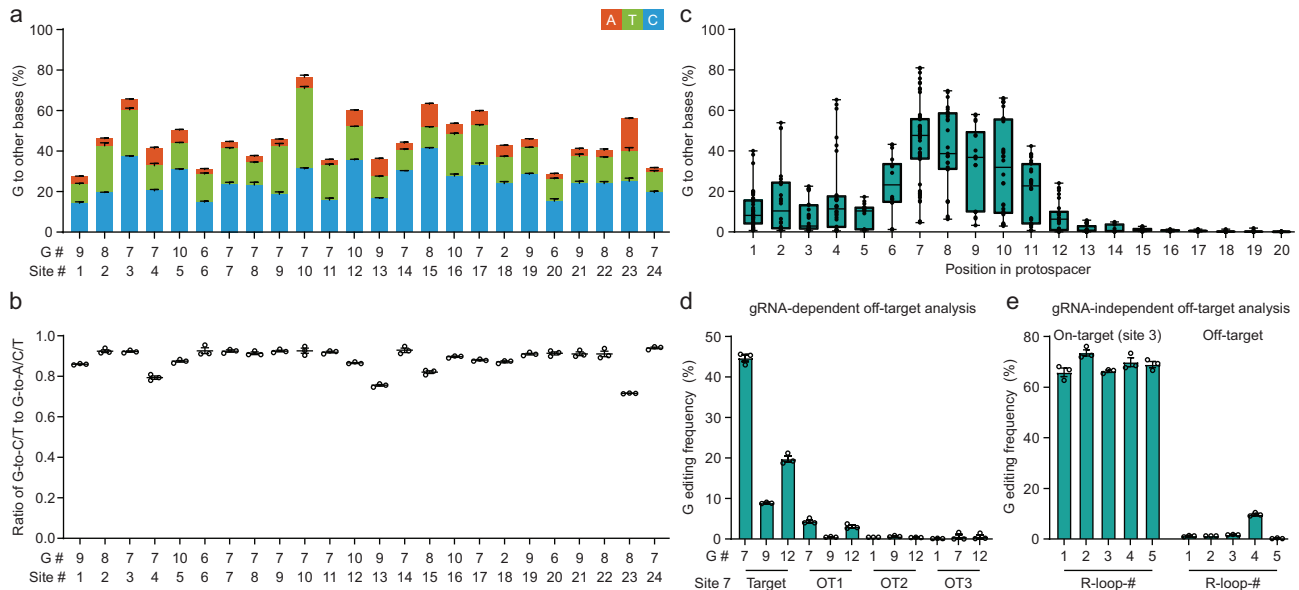 a
A T C
G to other bases (%)
80
60
40
20
0
G # 9 8 7 7 10 6 7 7 7 10 7 10 9 7 8 10 7 2 9 6 9 8 8 7
Site # 1 2 3 4 5 6 7 8 9 10 11 12 13 14 15 16 17 18 19 20 21 22 23 24
b
Ratio of G-to-C/T to G-to-A/C/T
1.0
0.8
0.6
0.4
0.2
0.0
G # 9 8 7 7 10 6 7 7 7 7 7 10 9 7 8 10 7 2 9 6 9 8 8 7
Site # 1 2 3 4 5 6 7 8 9 10 11 12 13 14 15 16 17 18 19 20 21 22 23 24
c
G to other bases (%)
100
80
60
40
20
0
1 2 3 4 5 6 7 8 9 10 11 12 13 14 15 16 17 18 19 20
Position in protospacer
d
gRNA-dependent off-target analysis
G editing frequency (%)
50
40
30
20
10
0
G # 7 9 12 7 9 12 7 9 12 1 7 12
Site 7 Target OT1 OT2 OT3
e
gRNA-independent off-target analysis
On-target (site 3) Off-target
G editing frequency (%)
80
60
40
20
0
1 2 3 4 5 1 2 3 4 5
R-loop-# R-loop-#